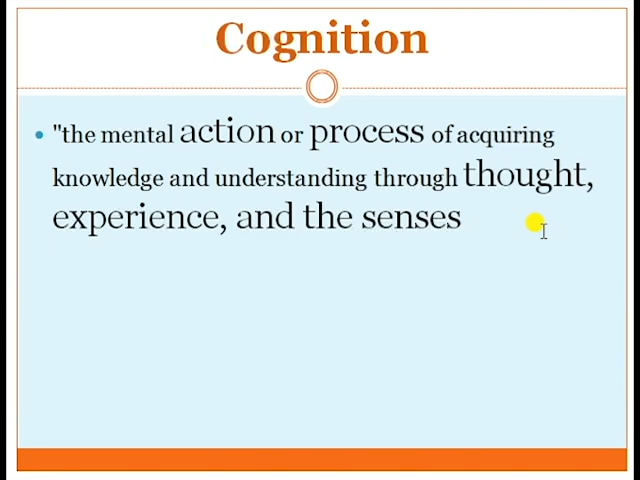 Cognition
"the mental action or process of acquiring
knowledge and understanding through thought,
experience, and the senses